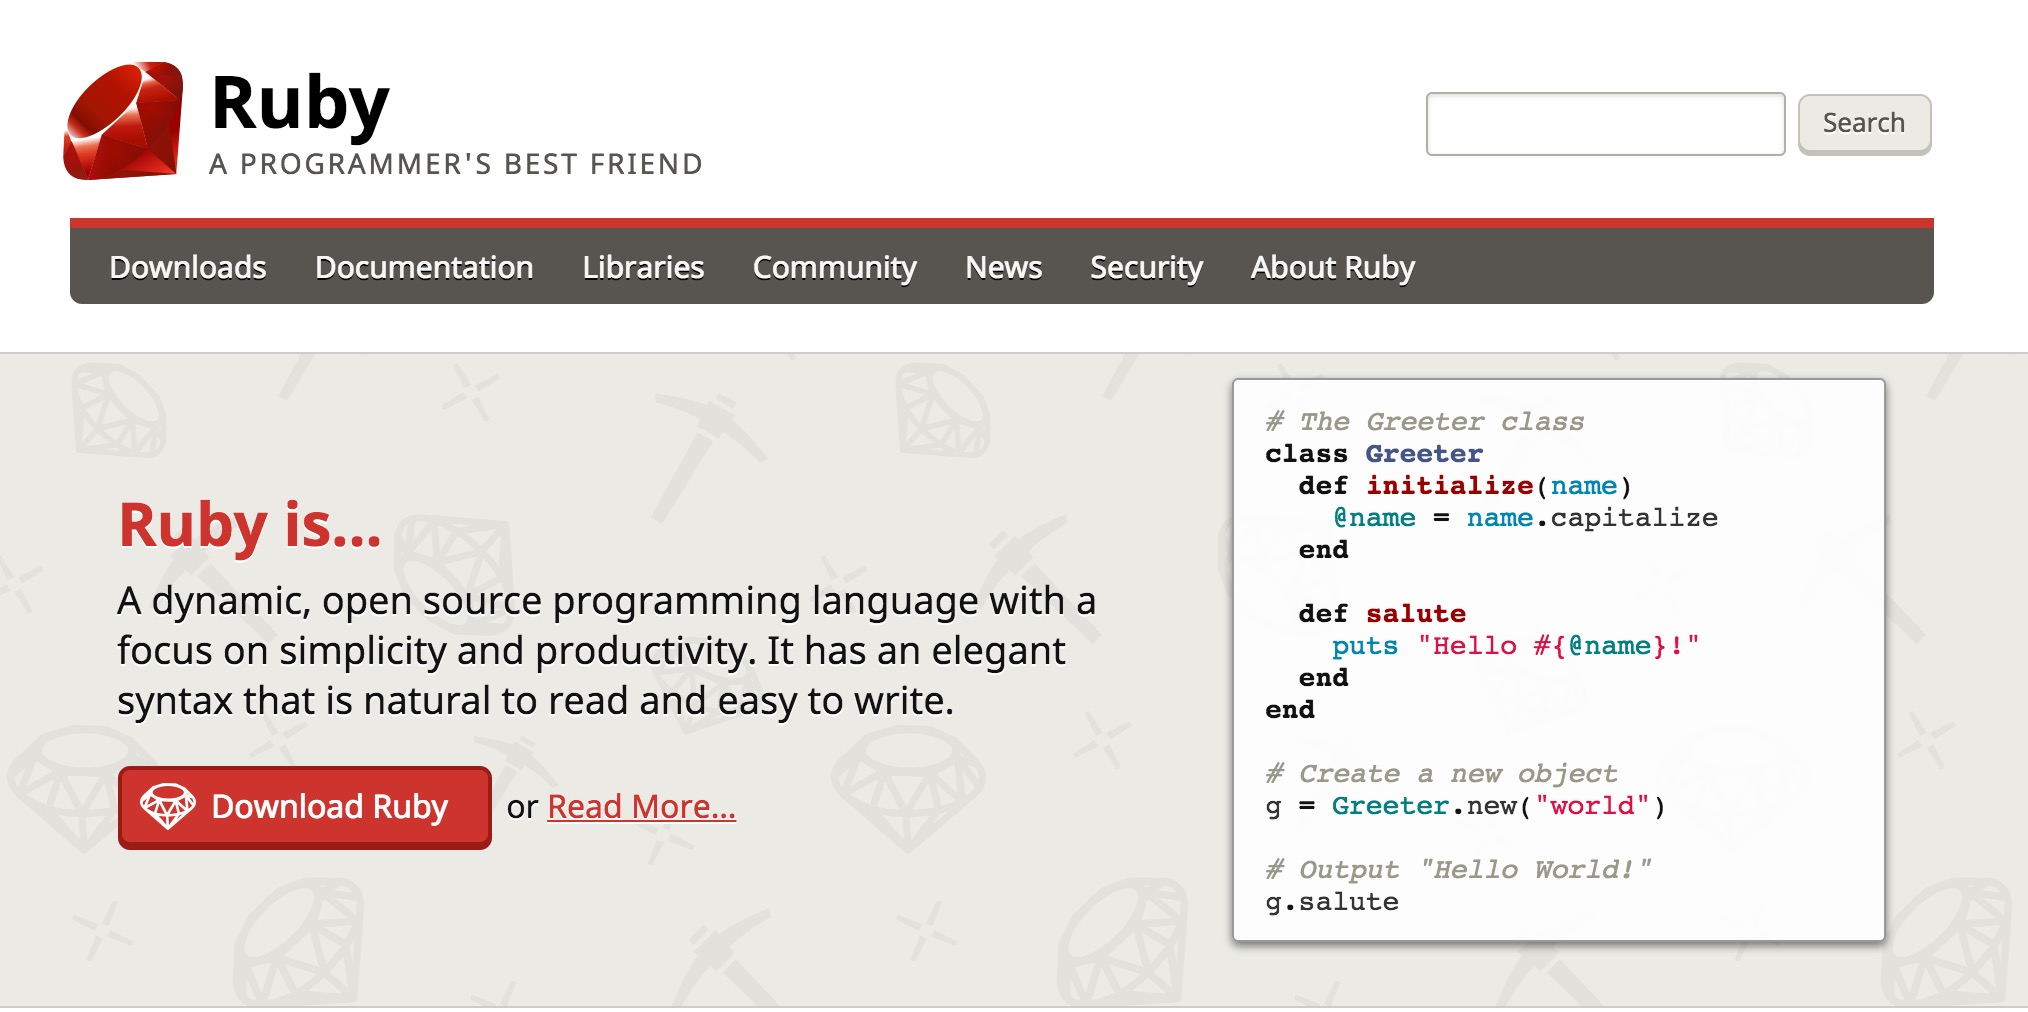 Ruby
A PROGRAMMER'S BEST FRIEND
Search
Downloads Documentation Libraries Community News Security About Ruby
Ruby is...
A dynamic, open source programming language with a
focus on simplicity and productivity. It has an elegant
syntax that is natural to read and easy to write.
Download Ruby or Read More...
# The Greeter class
class Greeter
  def initialize(name)
    @name = name.capitalize
  end

  def salute
    puts "Hello #{@name}!"
  end
end

# Create a new object
g = Greeter.new("world")

# Output "Hello World!"
g.salute